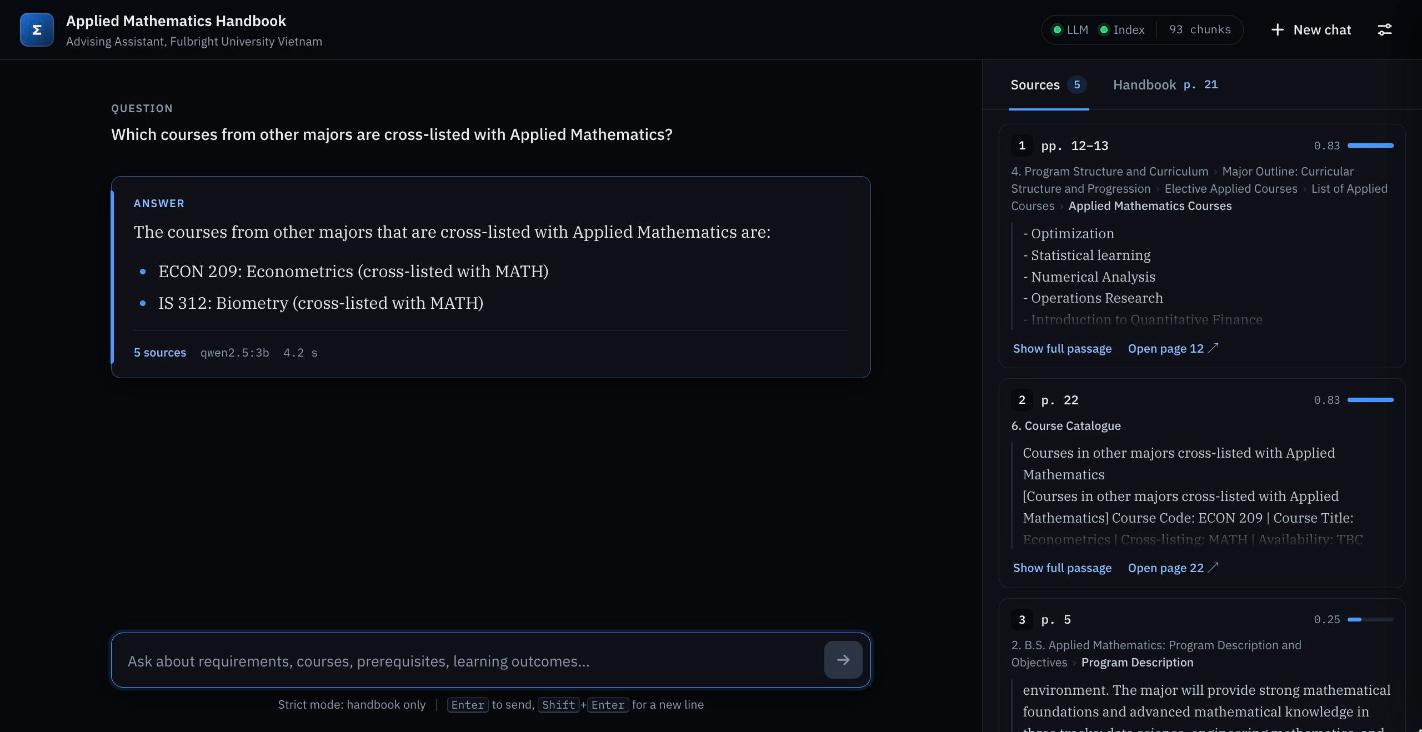 Σ
Applied Mathematics Handbook
Advising Assistant, Fulbright University Vietnam
LLM Index 93 chunks
+ New chat
QUESTION
Which courses from other majors are cross-listed with Applied Mathematics?
ANSWER
The courses from other majors that are cross-listed with Applied Mathematics are:
• ECON 209: Econometrics (cross-listed with MATH)
• IS 312: Biometry (cross-listed with MATH)
5 sources qwen2.5:3b 4.2 s
Ask about requirements, courses, prerequisites, learning outcomes...
Strict mode: handbook only | Enter to send, Shift+Enter for a new line
Sources 5 Handbook p. 21
1 pp. 12–13 0.83
4. Program Structure and Curriculum › Major Outline: Curricular
Structure and Progression › Elective Applied Courses › List of Applied
Courses › Applied Mathematics Courses
- Optimization
- Statistical learning
- Numerical Analysis
- Operations Research
- Introduction to Quantitative Finance
Show full passage Open page 12 ↗
2 p. 22 0.83
6. Course Catalogue
Courses in other majors cross-listed with Applied
Mathematics
[Courses in other majors cross-listed with Applied
Mathematics] Course Code: ECON 209 | Course Title:
Econometrics | Cross-listing: MATH | Availability: TBC
Show full passage Open page 22 ↗
3 p. 5 0.25
2. B.S. Applied Mathematics: Program Description and
Objectives › Program Description
environment. The major will provide strong mathematical
foundations and advanced mathematical knowledge in
three tracks: data science, engineering mathematics, and